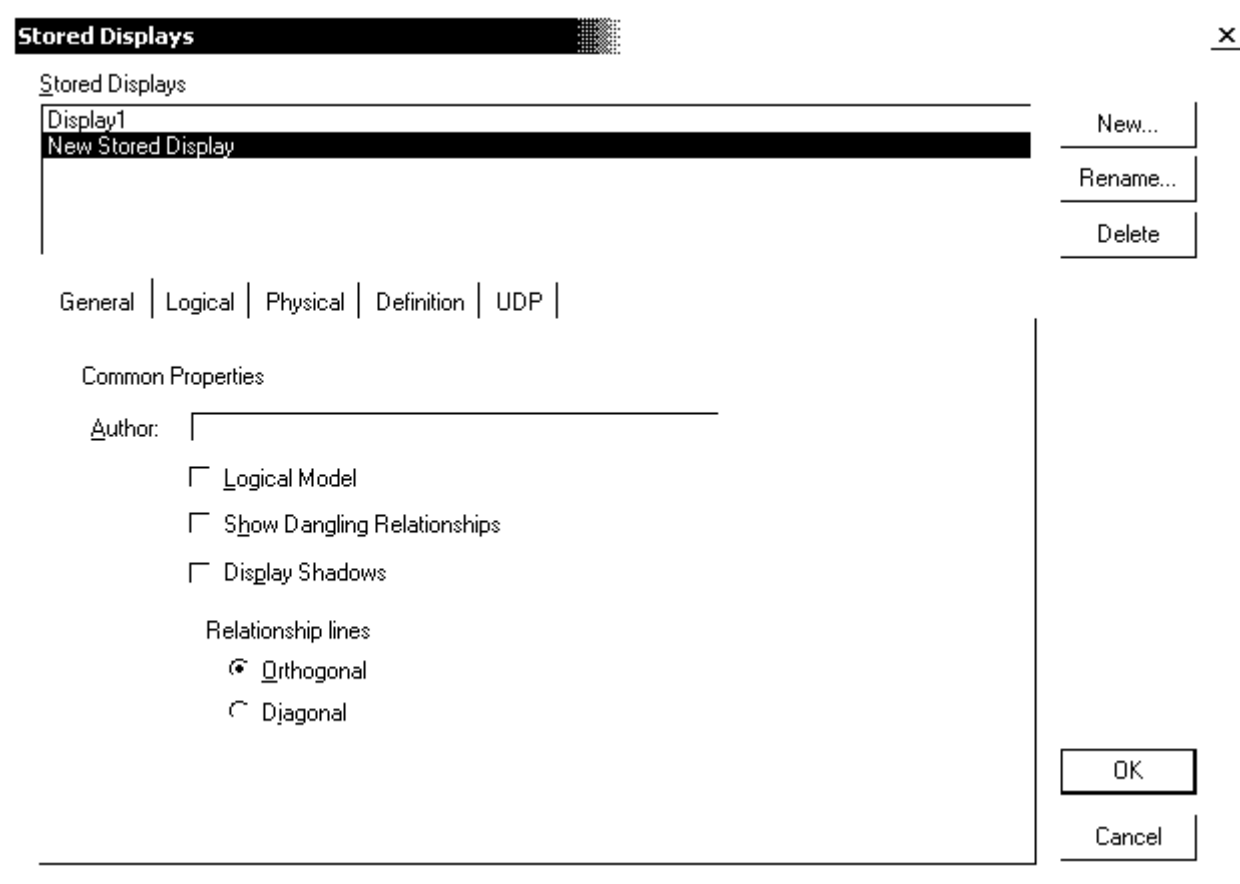 Stored Displays
Stored Displays
Display1
New Stored Display
New...
Rename...
Delete
General Logical Physical Definition UDP
Common Properties
Author:
Logical Model
Show Dangling Relationships
Display Shadows
Relationship lines
Orthogonal
Diagonal
OK
Cancel